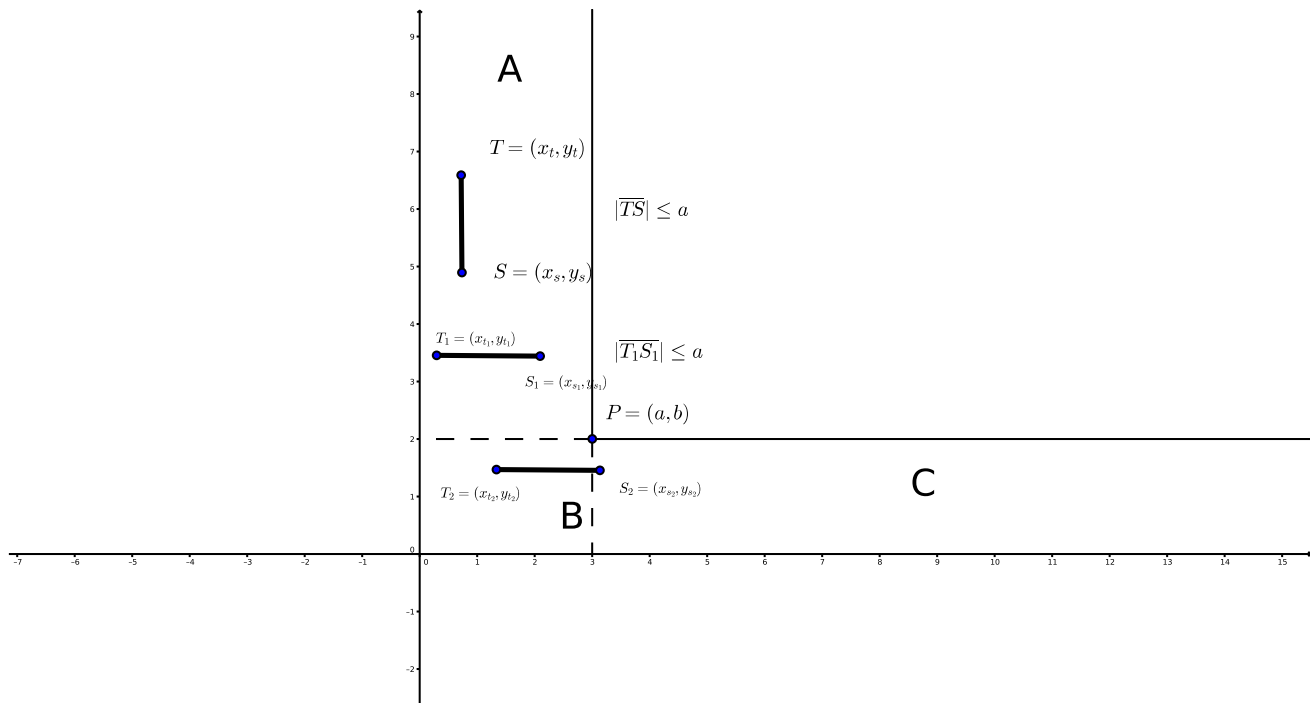 9
A
8
T = (x_t, y_t)
7
|\overline{TS}| ≤ a
6
S = (x_s, y_s)
5
4
T_1 = (x_{t_1}, y_{t_1})
|\overline{T_1S_1}| ≤ a
3
S_1 = (x_{s_1}, y_{s_1})
P = (a, b)
2
C
T_2 = (x_{t_2}, y_{t_2})
S_2 = (x_{s_2}, y_{s_2})
1
B
0
–7 –6 –5 –4 –3 –2 –1 0 1 2 3 4 5 6 7 8 9 10 11 12 13 14 15
–1
–2